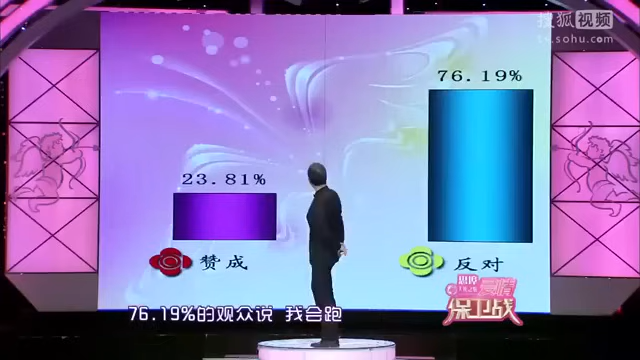 搜狐视频
tv.sohu.com
76.19%
23.81%
赞成
反对
爱情
保卫战
76.19%的观众说 我会跑